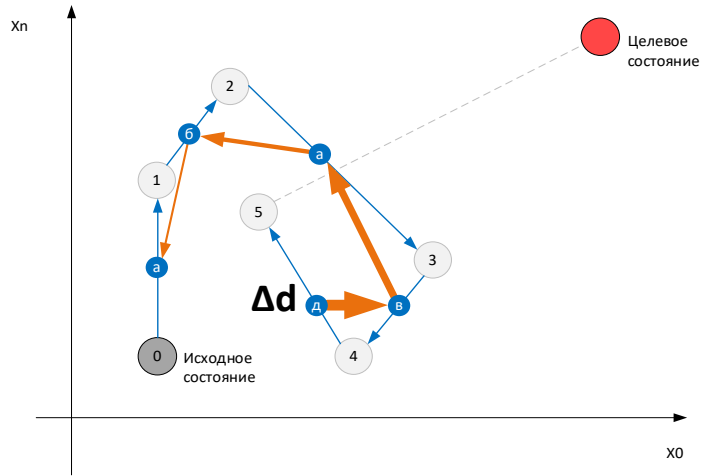 Xn
Целевое
состояние
2
б
а
1
5
3
а
Δd
д
в
0
4
Исходное
состояние
X0